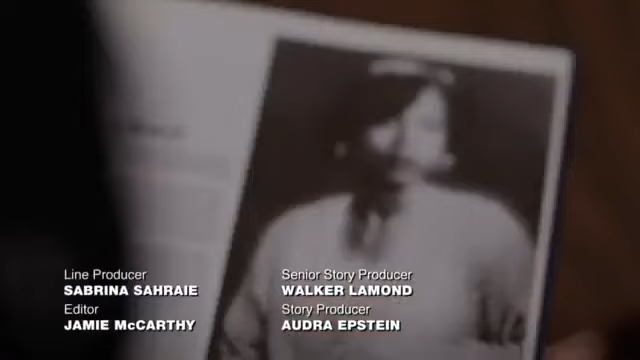 Line Producer
SABRINA SAHRAIE
Editor
JAMIE McCARTHY
Senior Story Producer
WALKER LAMOND
Story Producer
AUDRA EPSTEIN